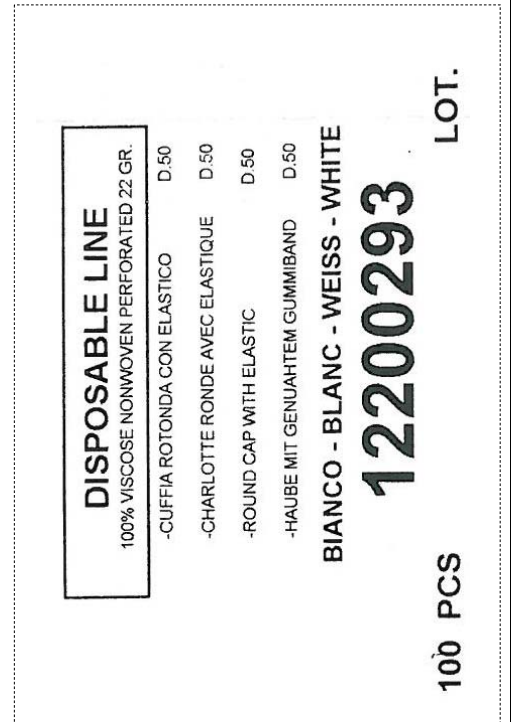 DISPOSABLE LINE
100% VISCOSE NONWOVEN PERFORATED 22 GR.
-CUFFIA ROTONDA CON ELASTICO D.50
-CHARLOTTE RONDE AVEC ELASTIQUE D.50
-ROUND CAP WITH ELASTIC D.50
-HAUBE MIT GENUAHTEM GUMMIBAND D.50
BIANCO - BLANC - WEISS - WHITE
12200293
100 PCS LOT.